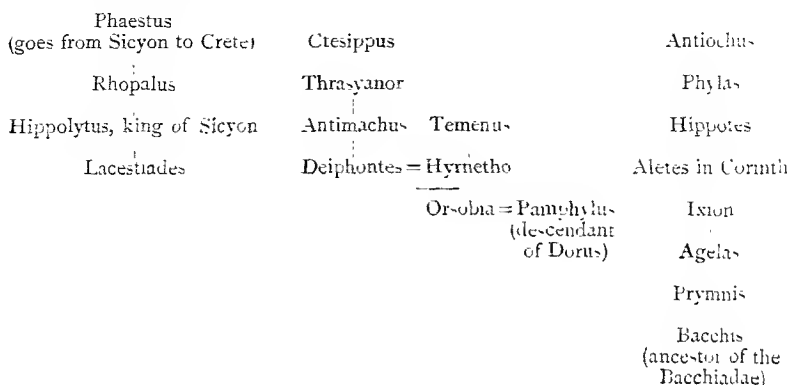 Phaestus
(goes from Sicyon to Crete)
Ctesippus
Antiochus
Rhopalus
Thrasyanor
Phylas
Hippolytus, king of Sicyon
Antimachus
Temenus
Hippotes
Lacestiades
Deiphontes = Hyrnetho
Aletes in Corinth
Orsobia = Pamphylus
(descendant
of Dorus)
Ixion
Agelas
Prymnis
Bacchis
(ancestor of the
Bacchiadae)